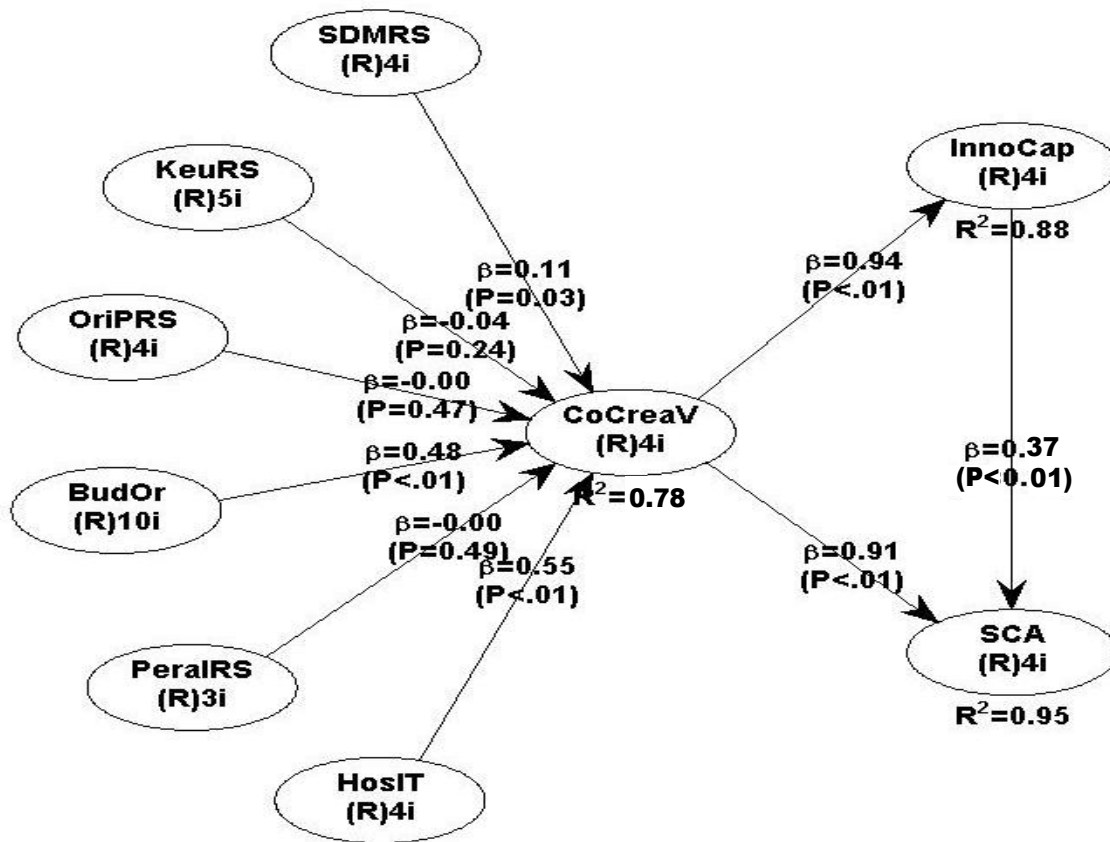 SDMRS
(R)4i
KeuRS
(R)5i
InnoCap
(R)4i
R²=0.88
β=0.11
(P=0.03)
β=0.94
(P<.01)
OriPRS
(R)4i
β=-0.04
(P=0.24)
β=-0.00
(P=0.47)
CoCreaV
(R)4i
R²=0.78
β=0.37
(P<0.01)
BudOr
(R)10i
β=0.48
(P<.01)
β=-0.00
(P=0.49)
β=0.55
(P<.01)
β=0.91
(P<.01)
PeralRS
(R)3i
SCA
(R)4i
R²=0.95
HosIT
(R)4i